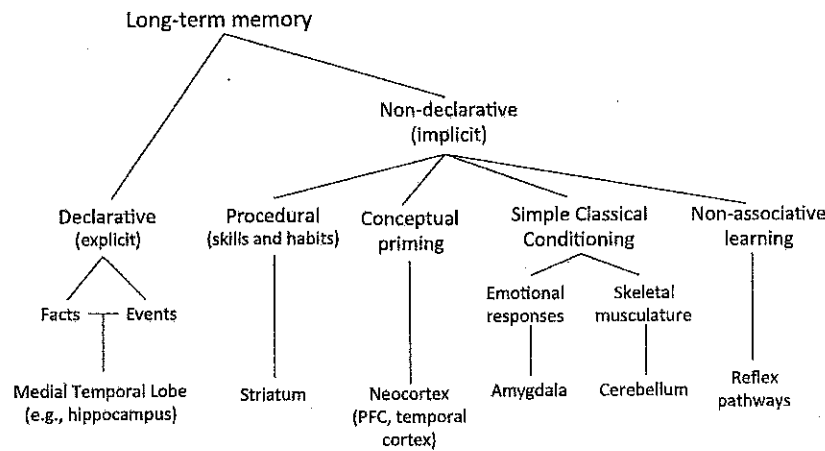 Long-term memory
Non-declarative
(implicit)
Declarative
(explicit)
Procedural
(skills and habits)
Conceptual
priming
Simple Classical
Conditioning
Non-associative
learning
Facts
Events
Emotional
responses
Skeletal
musculature
Medial Temporal Lobe
(e.g., hippocampus)
Striatum
Neocortex
(PFC, temporal
cortex)
Amygdala
Cerebellum
Reflex
pathways